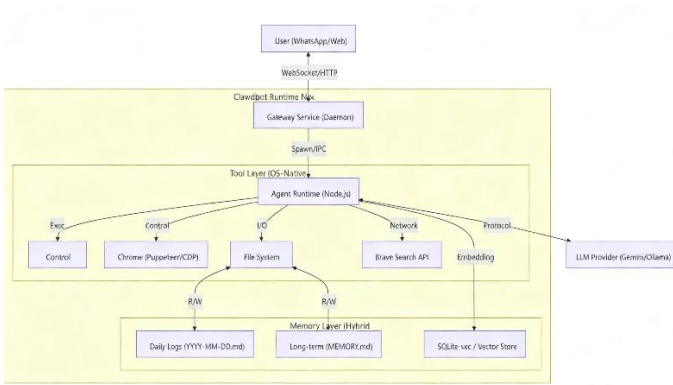 User (WhatsApp/Web)
WebSocket/HTTP
Clawdbot Runtime
Gateway Service (Daemon)
Spawn/IPC
Tool Layer (OS-Native
Agent Runtime (Node.js)
Exec
Control
I/O
Network
Protocol
Control
Chrome (Puppeteer/CDP)
File System
Brave Search API
Embedding
LLM Provider (Gemini/Ollama)
R/W
R/W
Memory Layer (Hybrid
Daily Logs (YYYY-MM-DD.md)
Long-term (MEMORY.md)
SQLite-vec / Vector Store